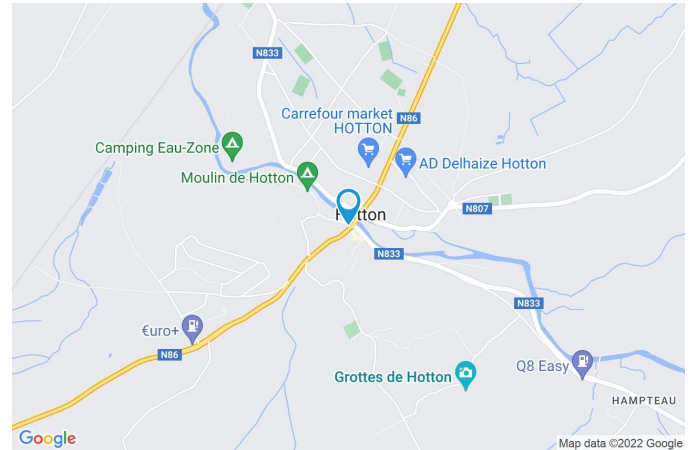 N833
N86
Carrefour market
HOTTON
Camping Eau-Zone
AD Delhaize Hotton
Moulin de Hotton
N807
Hotton
N833
N833
€uro+
N86
Grottes de Hotton
Q8 Easy
HAMPTEAU
Google
Map data ©2022 Google